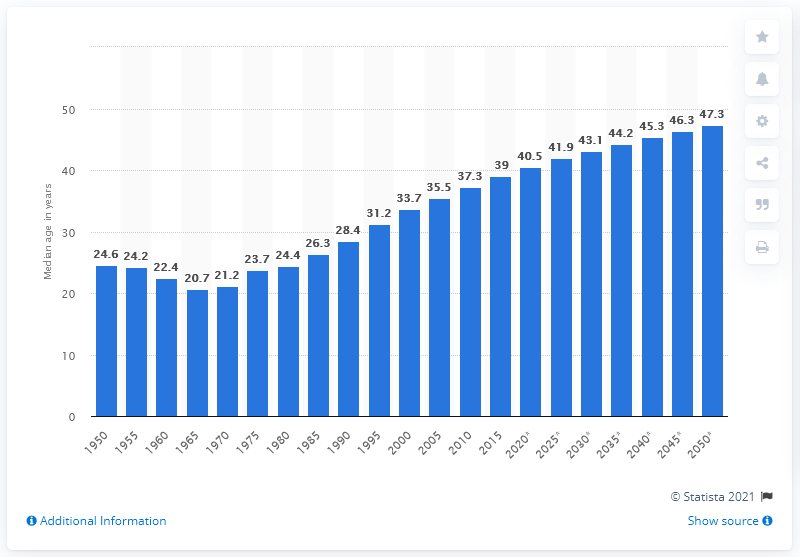 50
40
30
20
10
0
Median age in years
24.6 24.2 22.4 20.7 21.2 23.7 24.4 26.3 28.4 31.2 33.7 35.5 37.3 39 40.5 41.9 43.1 44.2 45.3 46.3 47.3
1950 1955 1960 1965 1970 1975 1980 1985 1990 1995 2000 2005 2010 2015 2020* 2025* 2030* 2035* 2040* 2045* 2050*
© Statista 2021
Additional Information
Show source